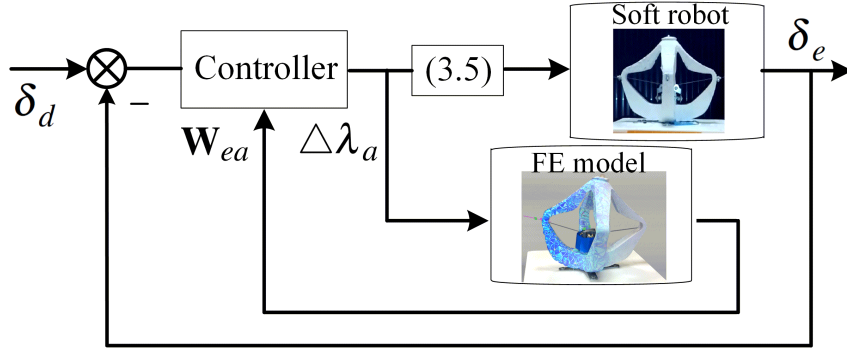 Soft robot
δ_d
−
Controller
(3.5)
δ_e
W_ea
△λ_a
FE model